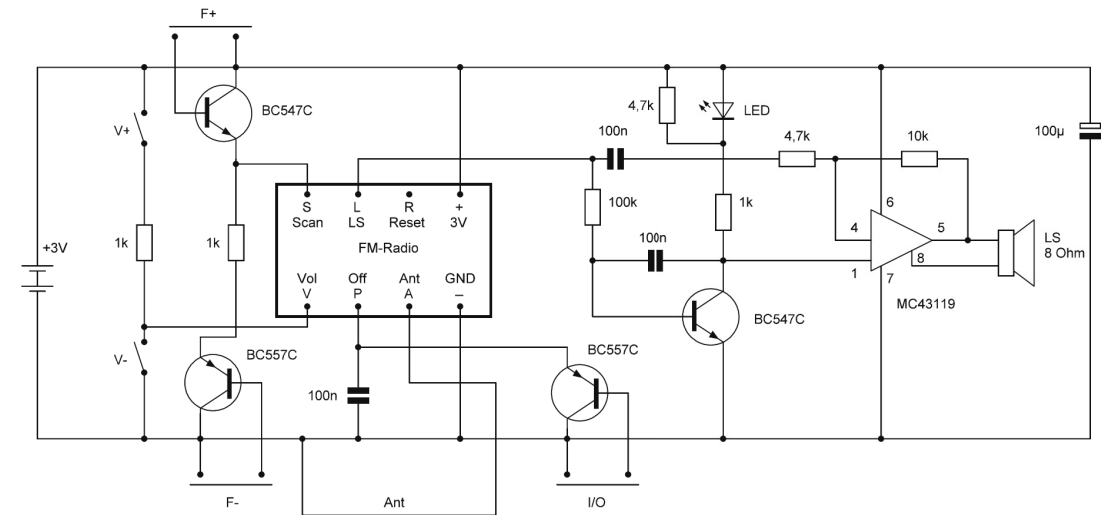 F+
BC547C
4,7k
LED
V+
100n
4,7k
10k
100µ
S
L
R
+
Scan
LS
Reset
3V
FM-Radio
Vol
Off
Ant
GND
V
P
A
–
+3V
1k
1k
100k
1k
100n
6
4
5
8
1
7
LS
8 Ohm
MC43119
BC547C
V-
BC557C
BC557C
100n
F-
Ant
I/O